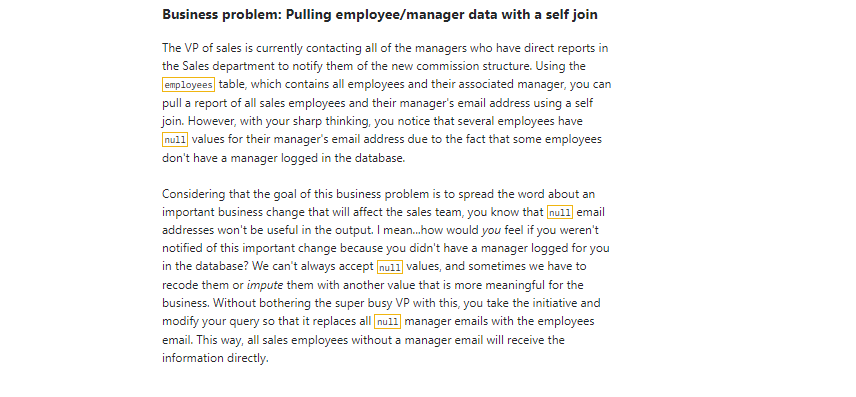 Business problem: Pulling employee/manager data with a self join
The VP of sales is currently contacting all of the managers who have direct reports in
the Sales department to notify them of the new commission structure. Using the
employees table, which contains all employees and their associated manager, you can
pull a report of all sales employees and their manager's email address using a self
join. However, with your sharp thinking, you notice that several employees have
null values for their manager's email address due to the fact that some employees
don't have a manager logged in the database.
Considering that the goal of this business problem is to spread the word about an
important business change that will affect the sales team, you know that null email
addresses won't be useful in the output. I mean...how would you feel if you weren't
notified of this important change because you didn't have a manager logged for you
in the database? We can't always accept null values, and sometimes we have to
recode them or impute them with another value that is more meaningful for the
business. Without bothering the super busy VP with this, you take the initiative and
modify your query so that it replaces all null manager emails with the employees
email. This way, all sales employees without a manager email will receive the
information directly.